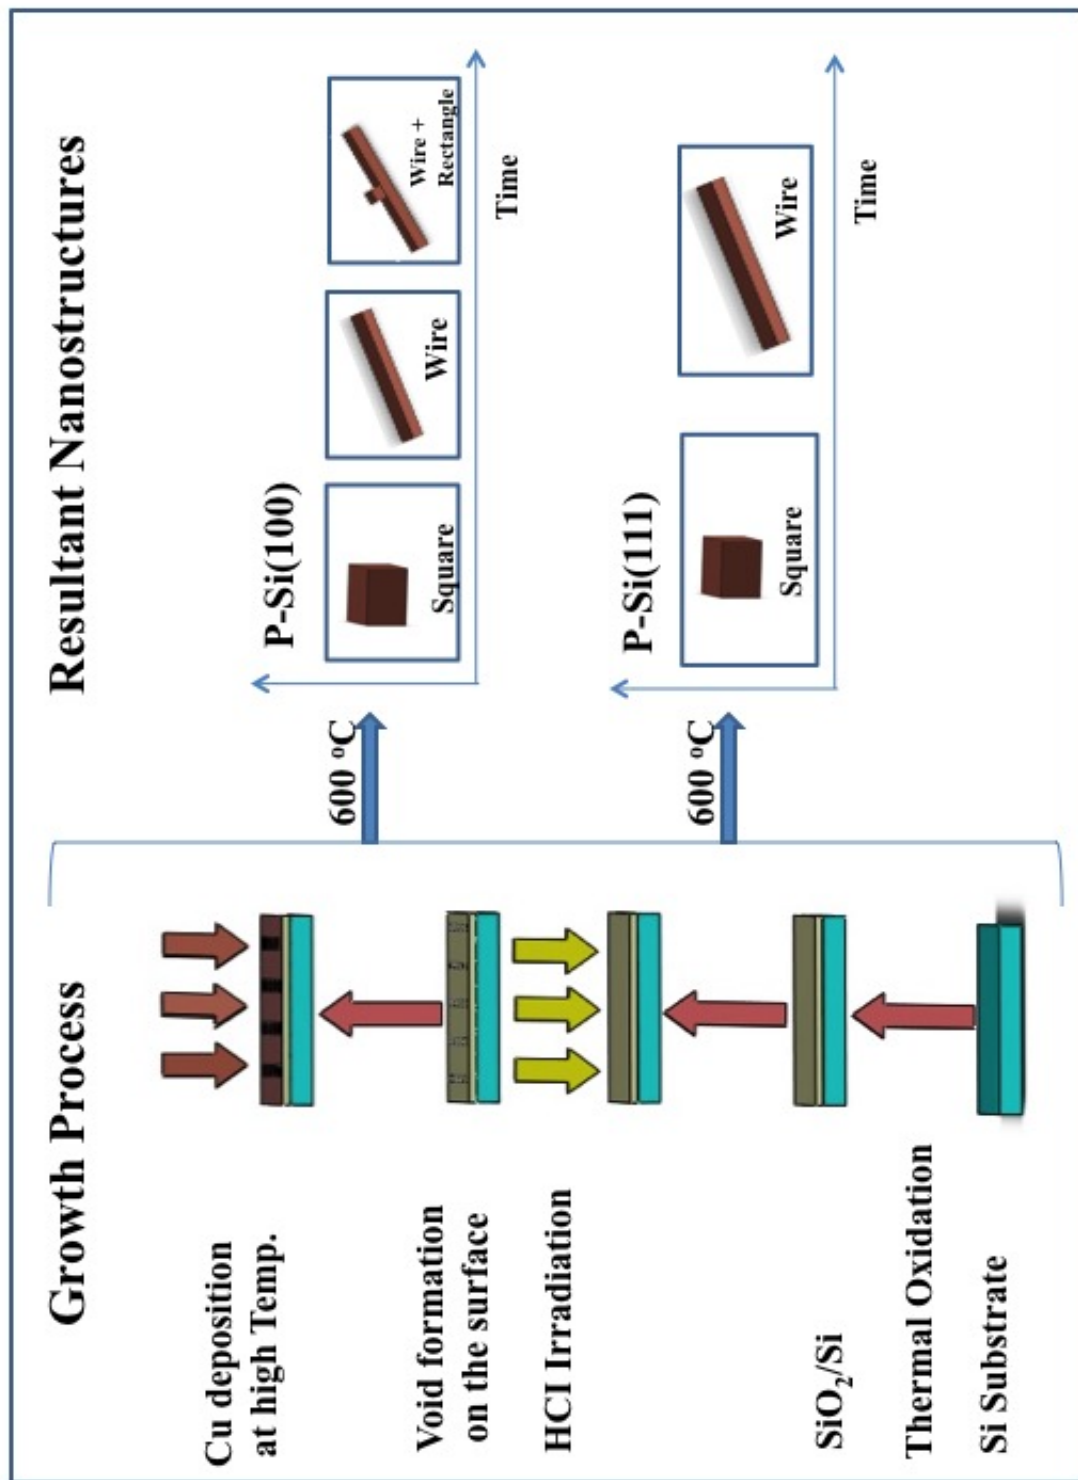 Growth Process
Cu deposition
at high Temp.
Void formation
on the surface
HCI Irradiation
SiO₂/Si
Thermal Oxidation
Si Substrate
Resultant Nanostructures
600 °C
P-Si(100)
Square
Wire
Wire +
Rectangle
Time
600 °C
P-Si(111)
Square
Wire
Time